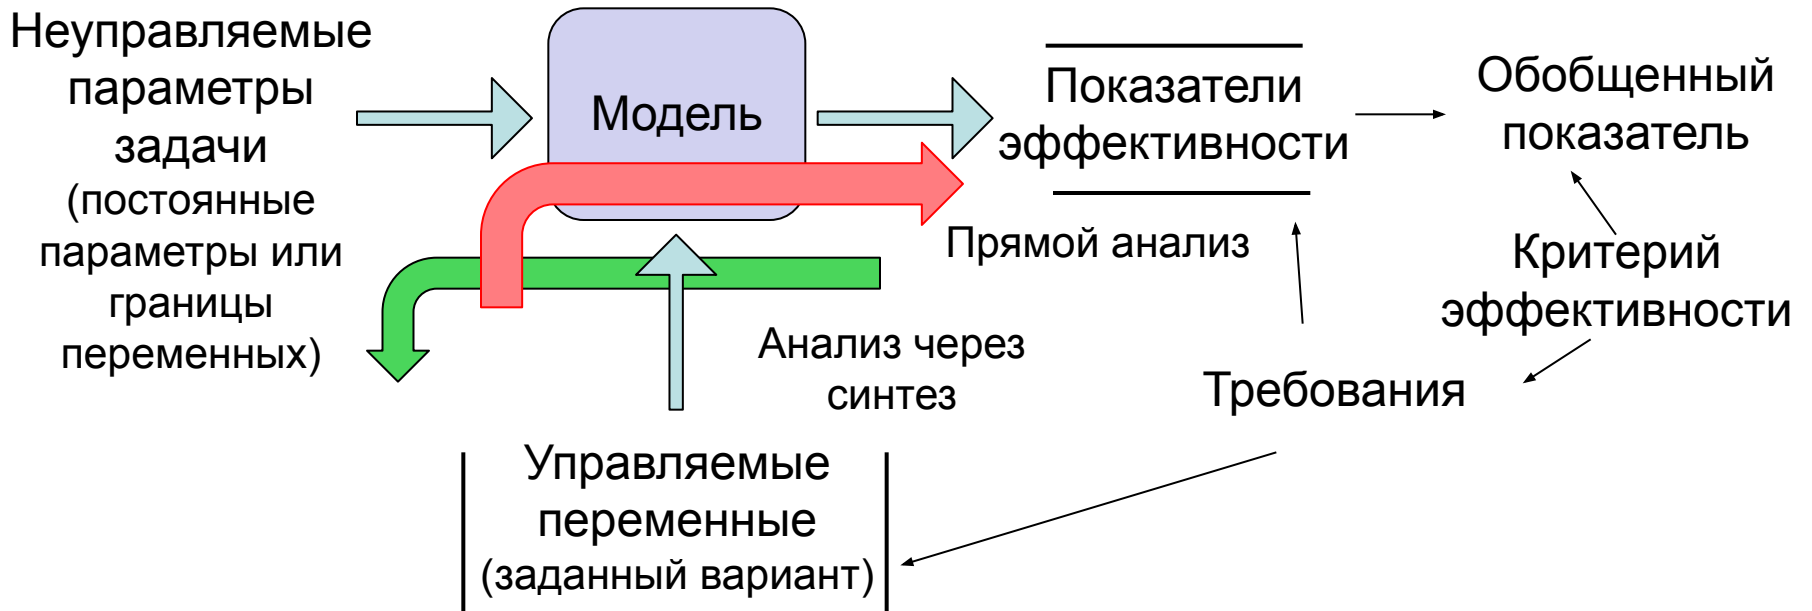 Неуправляемые
параметры
задачи
(постоянные
параметры или
границы
переменных)
Модель
Показатели
эффективности
Обобщенный
показатель
Прямой анализ
Критерий
эффективности
Анализ через
синтез
Требования
Управляемые
переменные
(заданный вариант)